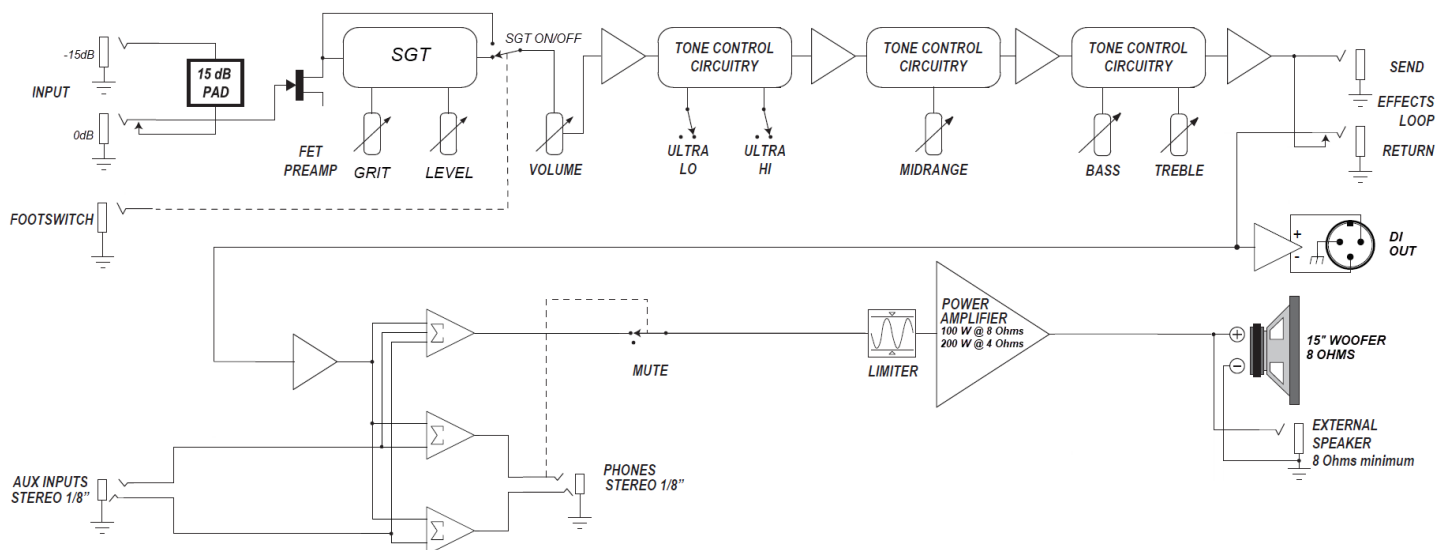 -15dB
INPUT
0dB
15 dB
PAD
FET
PREAMP
SGT
SGT ON/OFF
GRIT
LEVEL
VOLUME
TONE CONTROL
CIRCUITRY
ULTRA
LO
ULTRA
HI
TONE CONTROL
CIRCUITRY
MIDRANGE
TONE CONTROL
CIRCUITRY
BASS
TREBLE
SEND
EFFECTS
LOOP
RETURN
FOOTSWITCH
+
-
DI
OUT
Σ
Σ
Σ
MUTE
LIMITER
POWER
AMPLIFIER
100 W @ 8 Ohms
200 W @ 4 Ohms
+
−
15" WOOFER
8 OHMS
EXTERNAL
SPEAKER
8 Ohms minimum
AUX INPUTS
STEREO 1/8”
PHONES
STEREO 1/8”